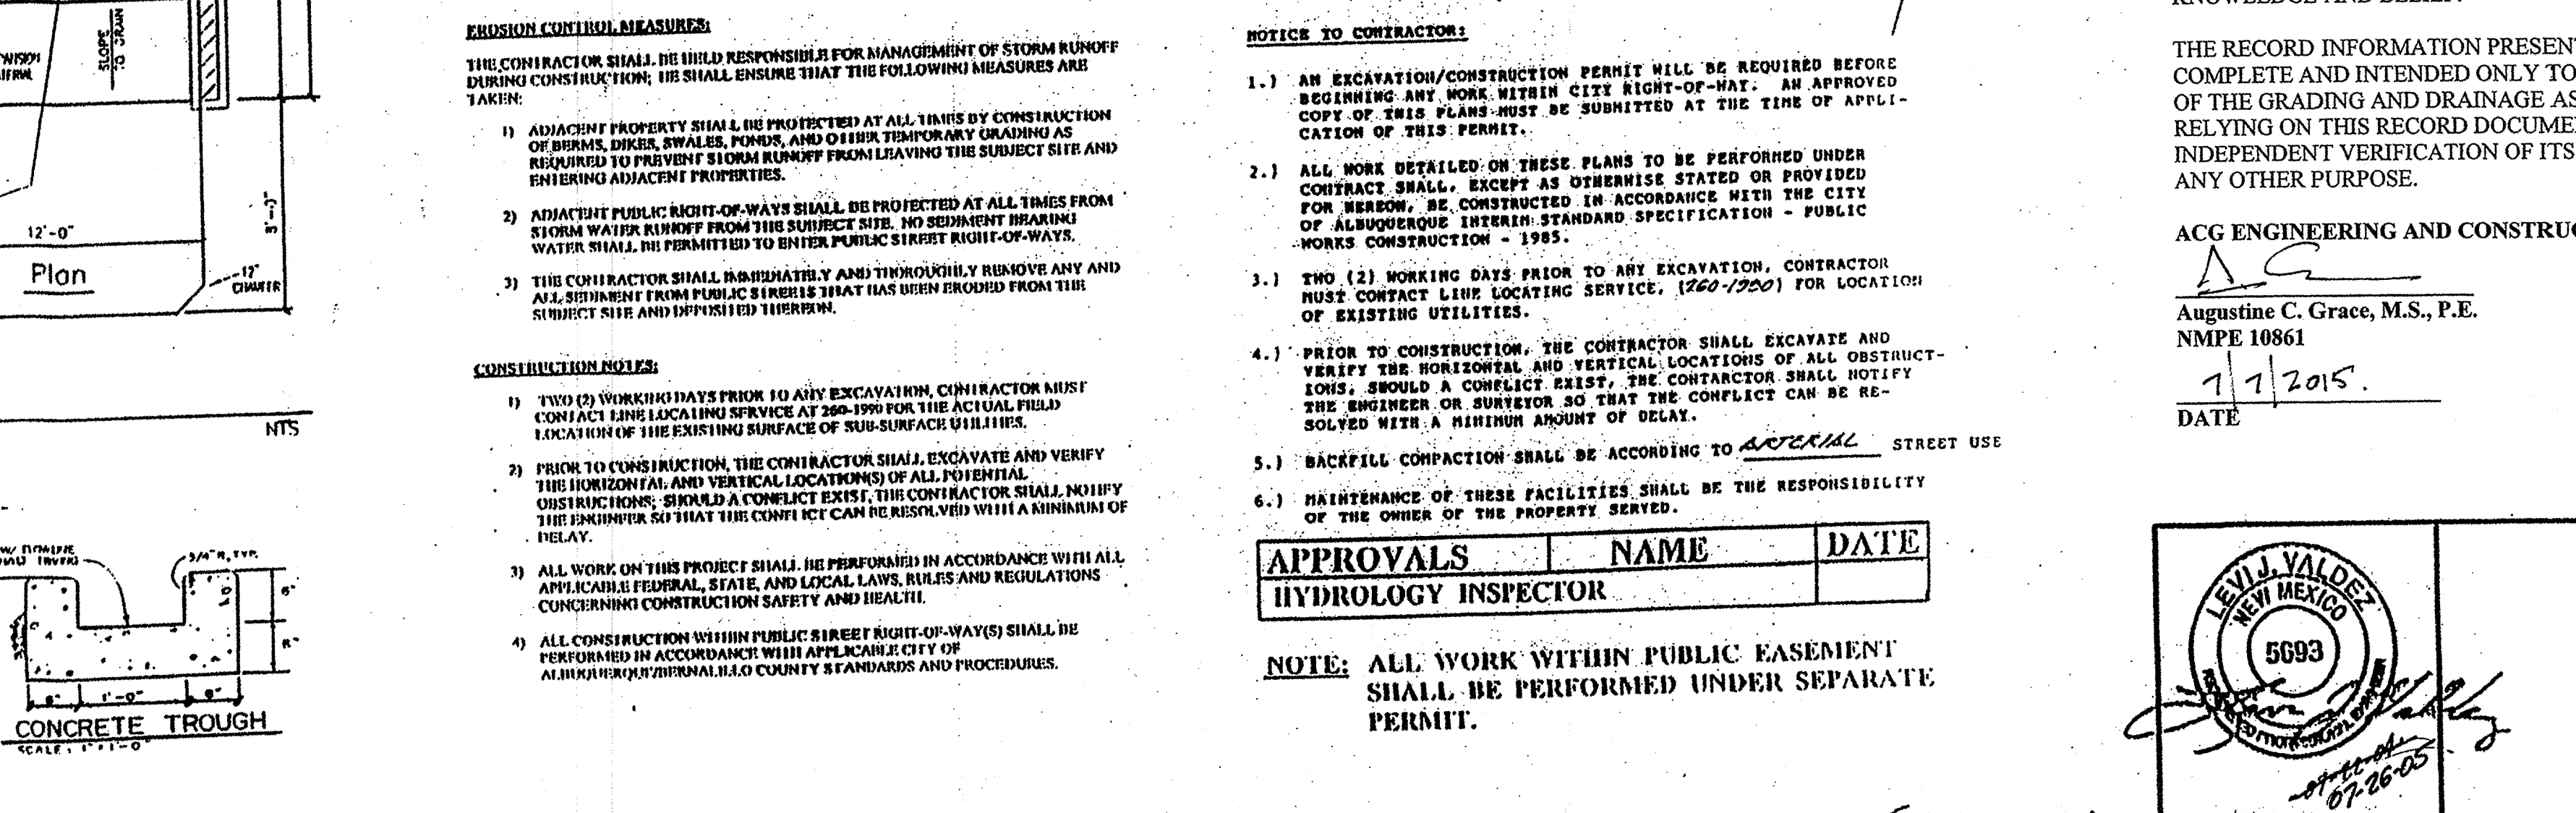 SLOPE
TO DRAIN
12'-0"
Plan
3'-0"
12"
CHAMFER
NTS
3/4" R, TYP.
6"
8"
6"
1'-0"
6"
CONCRETE TROUGH
SCALE: 1"=1'-0"
EROSION CONTROL MEASURES:
THE CONTRACTOR SHALL BE HELD RESPONSIBLE FOR MANAGEMENT OF STORM RUNOFF
DURING CONSTRUCTION; HE SHALL ENSURE THAT THE FOLLOWING MEASURES ARE
TAKEN:
1) ADJACENT PROPERTY SHALL BE PROTECTED AT ALL TIMES BY CONSTRUCTION
OF BERMS, DIKES, SWALES, PONDS, AND OTHER TEMPORARY GRADING AS
REQUIRED TO PREVENT STORM RUNOFF FROM LEAVING THE SUBJECT SITE AND
ENTERING ADJACENT PROPERTIES.
2) ADJACENT PUBLIC RIGHT-OF-WAYS SHALL BE PROTECTED AT ALL TIMES FROM
STORM WATER RUNOFF FROM THE SUBJECT SITE. NO SEDIMENT BEARING
WATER SHALL BE PERMITTED TO ENTER PUBLIC STREET RIGHT-OF-WAYS.
3) THE CONTRACTOR SHALL IMMEDIATELY AND THOROUGHLY REMOVE ANY AND
ALL SEDIMENT FROM PUBLIC STREETS THAT HAS BEEN ERODED FROM THE
SUBJECT SITE AND DEPOSITED THEREON.
CONSTRUCTION NOTES:
1) TWO (2) WORKING DAYS PRIOR TO ANY EXCAVATION, CONTRACTOR MUST
CONTACT LINE LOCATING SERVICE AT 260-1990 FOR THE ACTUAL FIELD
LOCATION OF THE EXISTING SURFACE OF SUB-SURFACE UTILITIES.
2) PRIOR TO CONSTRUCTION, THE CONTRACTOR SHALL EXCAVATE AND VERIFY
THE HORIZONTAL AND VERTICAL LOCATION(S) OF ALL POTENTIAL
OBSTRUCTIONS; SHOULD A CONFLICT EXIST, THE CONTRACTOR SHALL NOTIFY
THE ENGINEER SO THAT THE CONFLICT CAN BE RESOLVED WITH A MINIMUM OF
DELAY.
3) ALL WORK ON THIS PROJECT SHALL BE PERFORMED IN ACCORDANCE WITH ALL
APPLICABLE FEDERAL, STATE, AND LOCAL LAWS, RULES AND REGULATIONS
CONCERNING CONSTRUCTION SAFETY AND HEALTH.
4) ALL CONSTRUCTION WITHIN PUBLIC STREET RIGHT-OF-WAY(S) SHALL BE
PERFORMED IN ACCORDANCE WITH APPLICABLE CITY OF
ALBUQUERQUE/BERNALILLO COUNTY STANDARDS AND PROCEDURES.
NOTICE TO CONTRACTOR:
1.) AN EXCAVATION/CONSTRUCTION PERMIT WILL BE REQUIRED BEFORE
BEGINNING ANY WORK WITHIN CITY RIGHT-OF-WAY. AN APPROVED
COPY OF THIS PLANS MUST BE SUBMITTED AT THE TIME OF APPLI-
CATION OF THIS PERMIT.
2.) ALL WORK DETAILED ON THESE PLANS TO BE PERFORMED UNDER
CONTRACT SHALL, EXCEPT AS OTHERWISE STATED OR PROVIDED
FOR HEREON, BE CONSTRUCTED IN ACCORDANCE WITH THE CITY
OF ALBUQUERQUE INTERIM STANDARD SPECIFICATION - PUBLIC
WORKS CONSTRUCTION - 1985.
3.) TWO (2) WORKING DAYS PRIOR TO ANY EXCAVATION, CONTRACTOR
MUST CONTACT LINE LOCATING SERVICE, (260-1990) FOR LOCATION
OF EXISTING UTILITIES.
4.) PRIOR TO CONSTRUCTION, THE CONTRACTOR SHALL EXCAVATE AND
VERIFY THE HORIZONTAL AND VERTICAL LOCATIONS OF ALL OBSTRUCT-
IONS. SHOULD A CONFLICT EXIST, THE CONTARCTOR SHALL NOTIFY
THE ENGINEER OR SURVEYOR SO THAT THE CONFLICT CAN BE RE-
SOLVED WITH A MINIMUM AMOUNT OF DELAY.
5.) BACKFILL COMPACTION SHALL BE ACCORDING TO ARTERIAL STREET USE
6.) MAINTENANCE OF THESE FACILITIES SHALL BE THE RESPONSIBILITY
OF THE OWNER OF THE PROPERTY SERVED.
APPROVALS NAME DATE
HYDROLOGY INSPECTOR
NOTE: ALL WORK WITHIN PUBLIC EASEMENT
SHALL BE PERFORMED UNDER SEPARATE
PERMIT.
THE RECORD INFORMATION PRESENT
COMPLETE AND INTENDED ONLY TO
OF THE GRADING AND DRAINAGE AS
RELYING ON THIS RECORD DOCUME
INDEPENDENT VERIFICATION OF ITS
ANY OTHER PURPOSE.
ACG ENGINEERING AND CONSTRUC
Augustine C. Grace, M.S., P.E.
NMPE 10861
7/7/2015.
DATE
LEVI J. VALDEZ
NEW MEXICO
5693
07-26-05